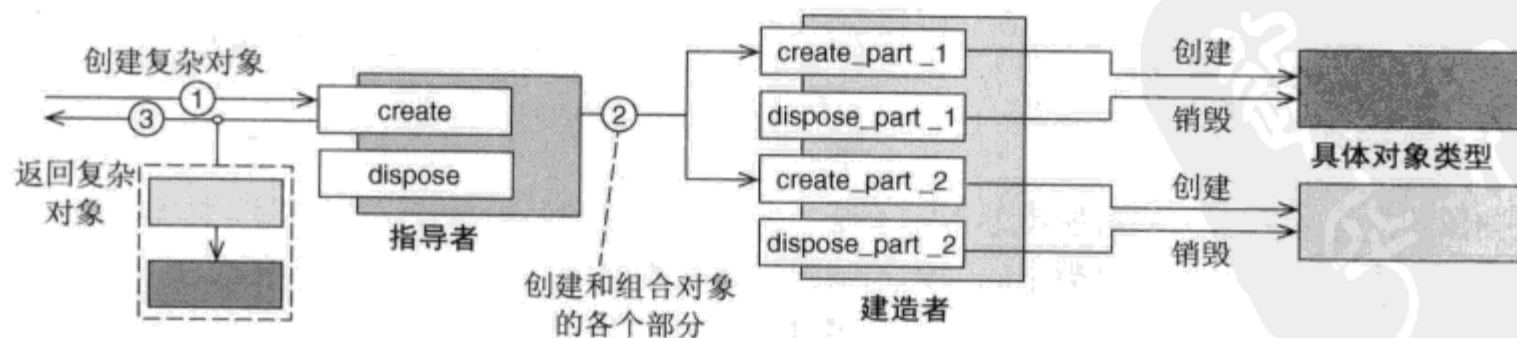 创建复杂对象
①
③
create
dispose
指导者
返回复杂
对象
②
创建和组合对象
的各个部分
create_part _1
dispose_part _1
create_part _2
dispose_part _2
建造者
创建
销毁
具体对象类型
创建
销毁